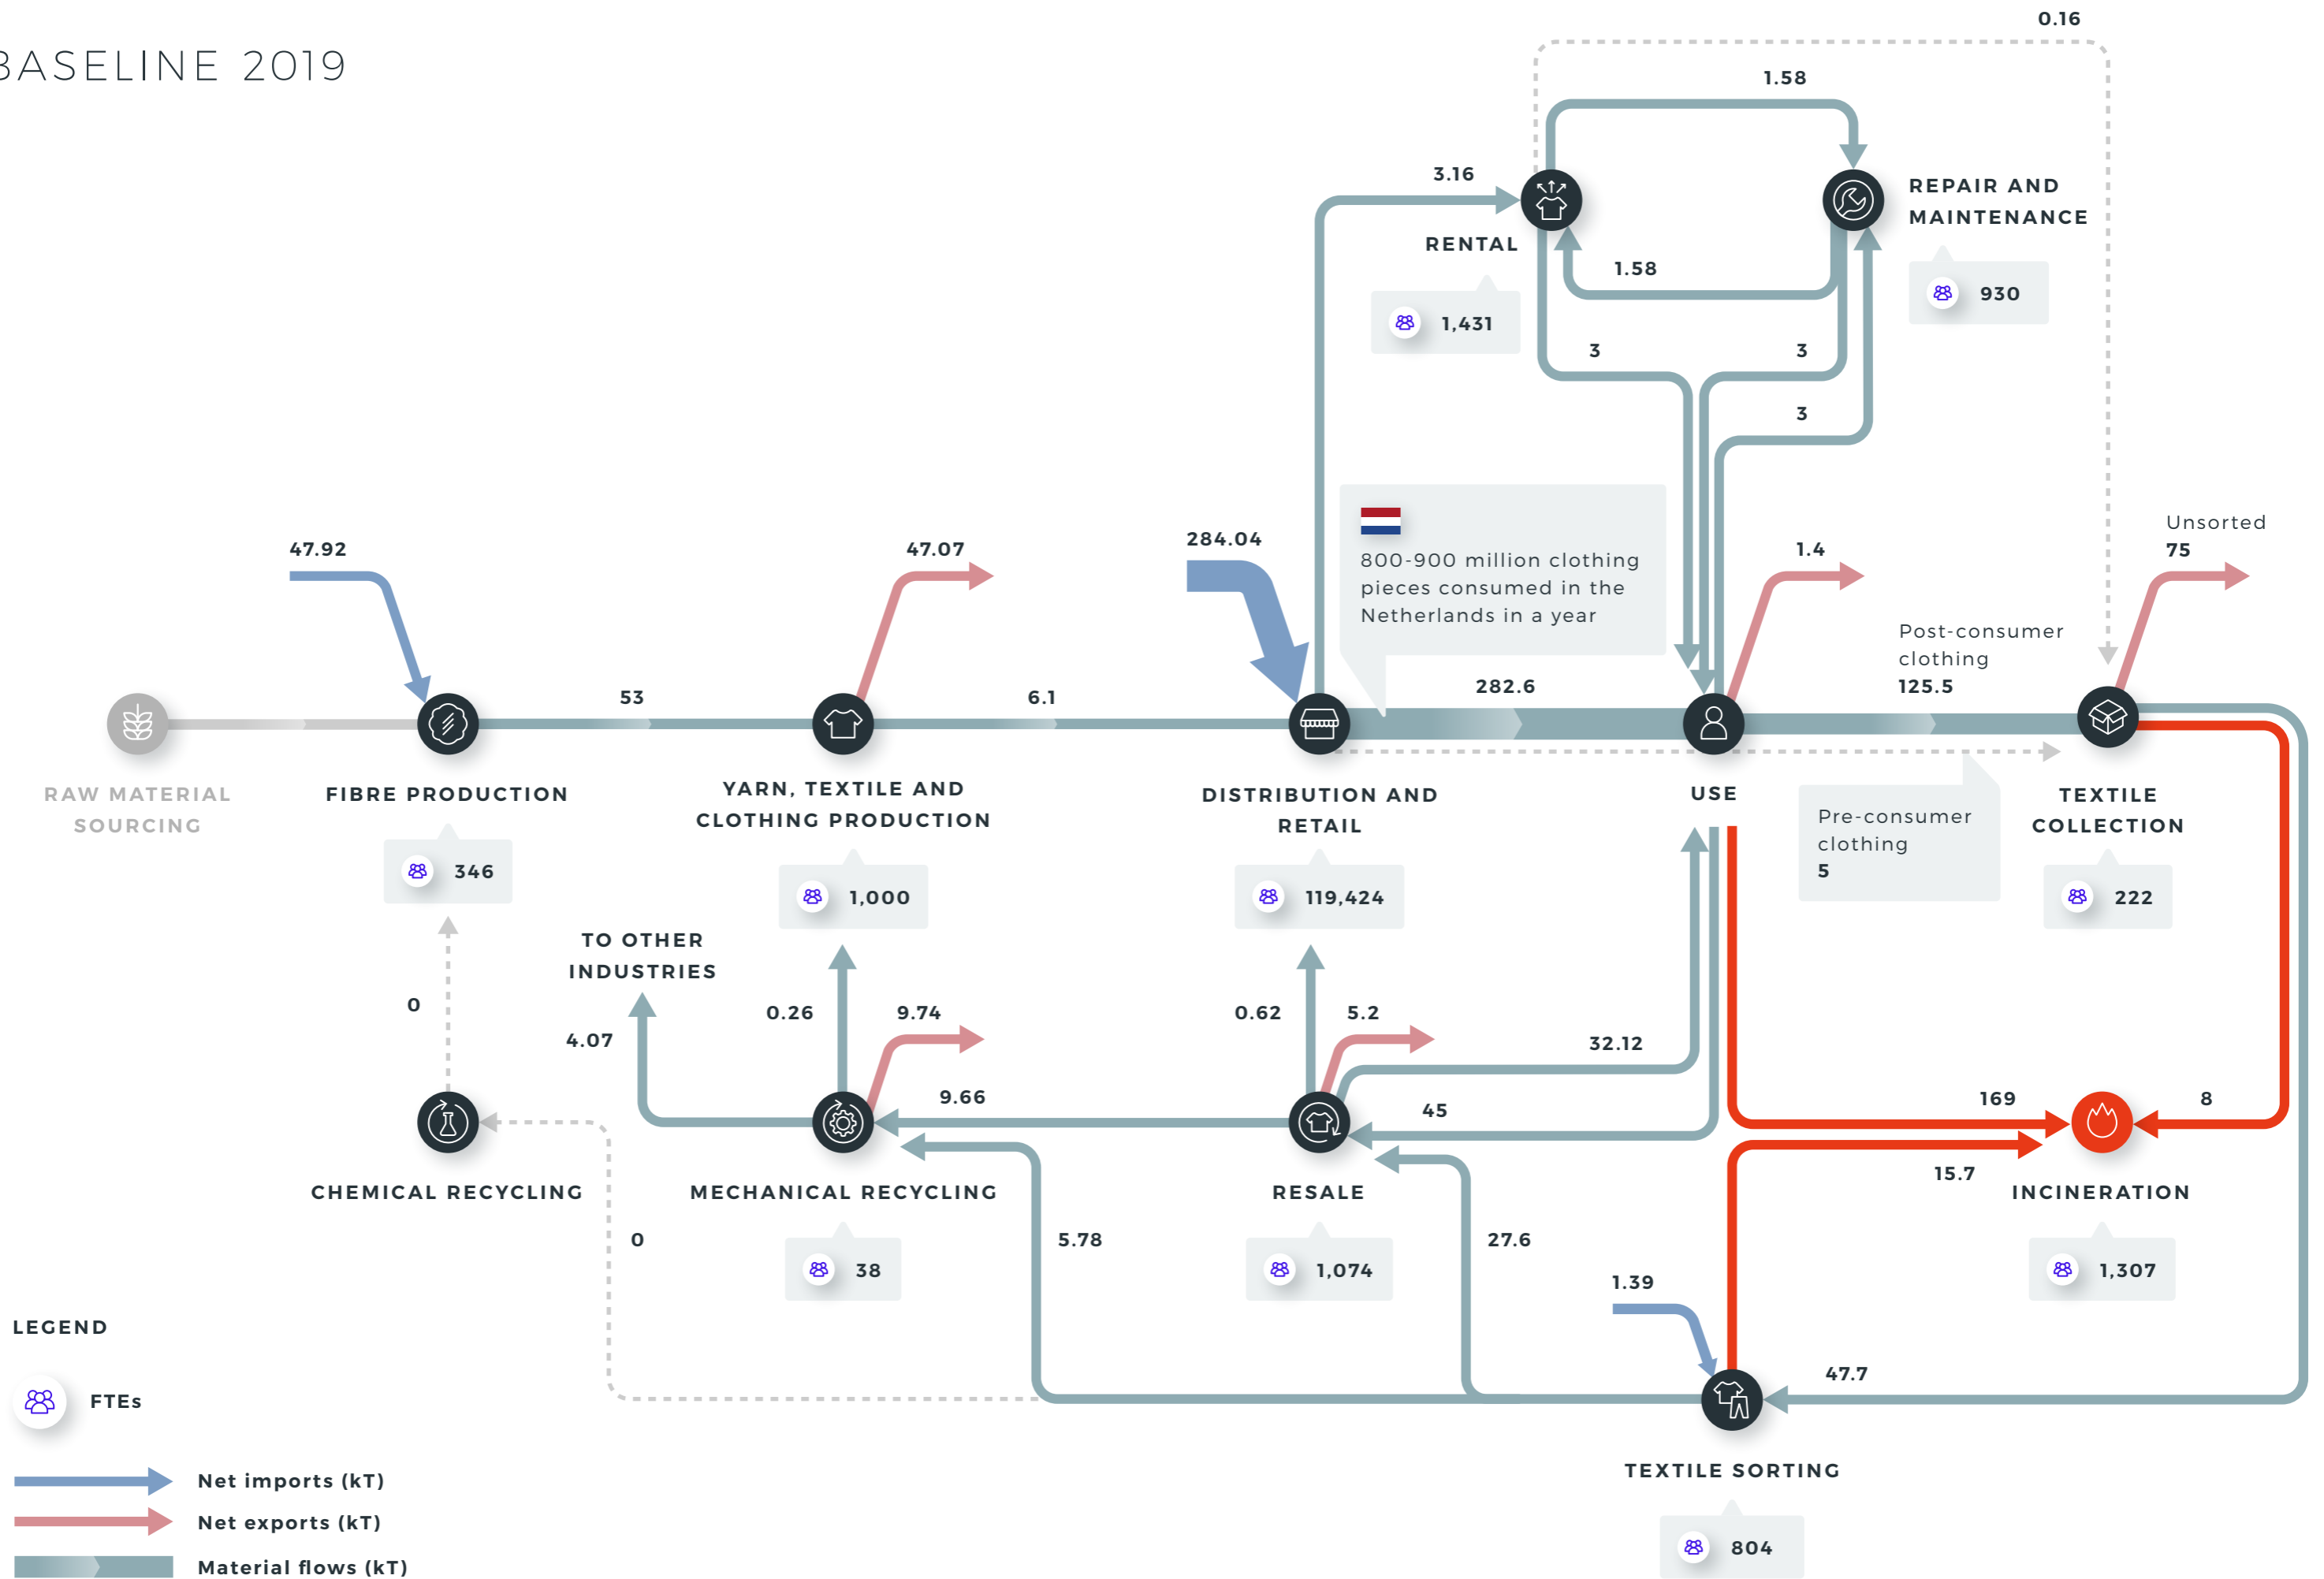 BASELINE 2019
0.16
1.58
3.16
RENTAL
1,431
REPAIR AND
MAINTENANCE
930
1.58
3
3
3
47.92
47.07
284.04
800-900 million clothing
pieces consumed in the
Netherlands in a year
1.4
Unsorted
75
Post-consumer
clothing
125.5
53
6.1
282.6
RAW MATERIAL
SOURCING
FIBRE PRODUCTION
346
YARN, TEXTILE AND
CLOTHING PRODUCTION
1,000
DISTRIBUTION AND
RETAIL
119,424
USE
Pre-consumer
clothing
5
TEXTILE
COLLECTION
222
TO OTHER
INDUSTRIES
0
4.07
0.26
9.74
0.62
5.2
32.12
9.66
45
169
8
15.7
CHEMICAL RECYCLING
MECHANICAL RECYCLING
38
RESALE
1,074
INCINERATION
1,307
0
5.78
27.6
1.39
47.7
TEXTILE SORTING
804
LEGEND
FTEs
Net imports (kT)
Net exports (kT)
Material flows (kT)